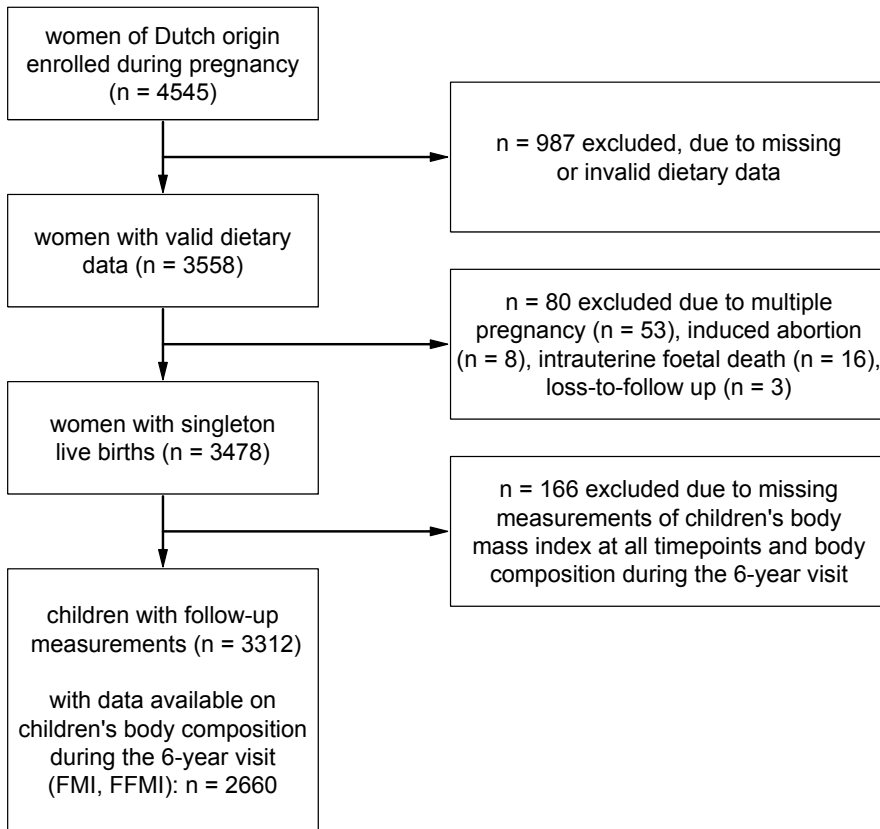 women of Dutch origin
enrolled during pregnancy
(n = 4545)
n = 987 excluded, due to missing
or invalid dietary data
women with valid dietary
data (n = 3558)
n = 80 excluded due to multiple
pregnancy (n = 53), induced abortion
(n = 8), intrauterine foetal death (n = 16),
loss-to-follow up (n = 3)
women with singleton
live births (n = 3478)
n = 166 excluded due to missing
measurements of children's body
mass index at all timepoints and body
composition during the 6-year visit
children with follow-up
measurements (n = 3312)
with data available on
children's body composition
during the 6-year visit
(FMI, FFMI): n = 2660